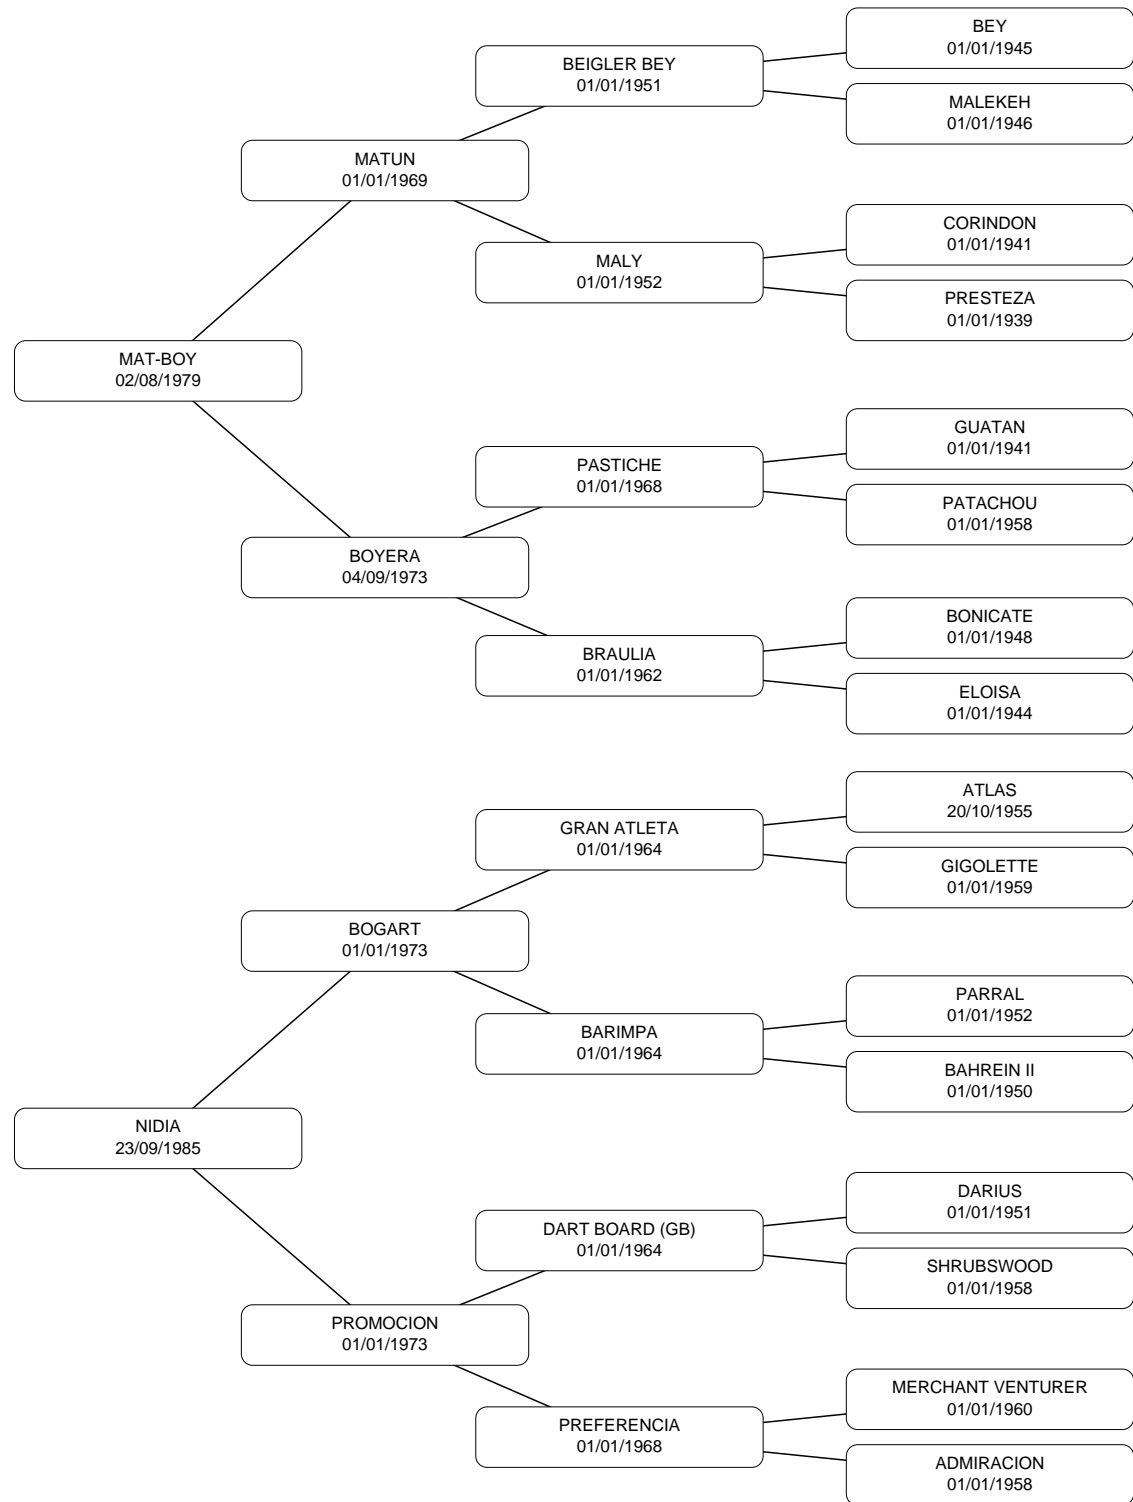 BEY
01/01/1945
BEIGLER BEY
01/01/1951
MALEKEH
01/01/1946
MATUN
01/01/1969
CORINDON
01/01/1941
MALY
01/01/1952
PRESTEZA
01/01/1939
MAT-BOY
02/08/1979
GUATAN
01/01/1941
PASTICHE
01/01/1968
PATACHOU
01/01/1958
BOYERA
04/09/1973
BONICATE
01/01/1948
BRAULIA
01/01/1962
ELOISA
01/01/1944
ATLAS
20/10/1955
GRAN ATLETA
01/01/1964
GIGOLETTE
01/01/1959
BOGART
01/01/1973
PARRAL
01/01/1952
BARIMPA
01/01/1964
BAHREIN II
01/01/1950
NIDIA
23/09/1985
DARIUS
01/01/1951
DART BOARD (GB)
01/01/1964
SHRUBSWOOD
01/01/1958
PROMOCION
01/01/1973
MERCHANT VENTURER
01/01/1960
PREFERENCIA
01/01/1968
ADMIRACION
01/01/1958